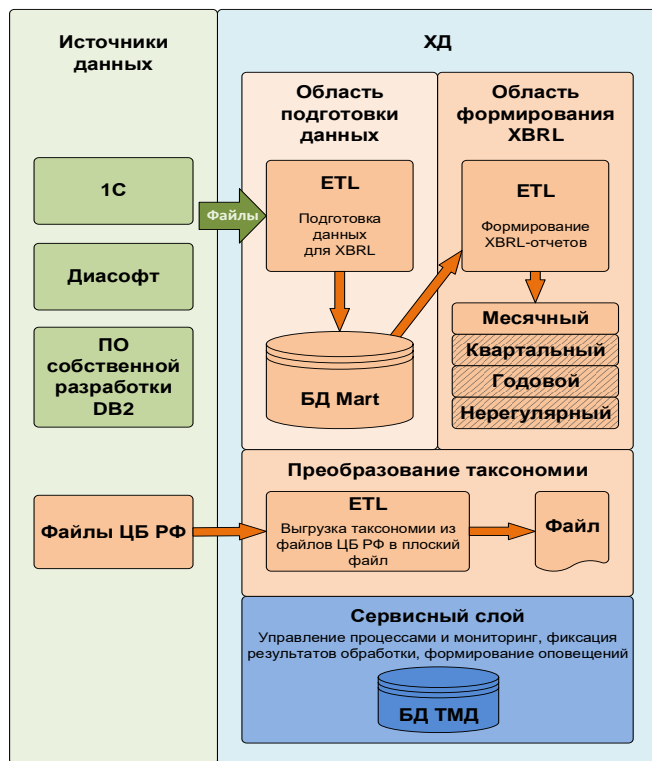 Источники
данных
1С
Диасофт
ПО
собственной
разработки
DB2
Файлы ЦБ РФ
Файлы
ХД
Область
подготовки
данных
ETL
Подготовка
данных
для XBRL
БД Mart
Область
формирования
XBRL
ETL
Формирование
XBRL-отчетов
Месячный
Квартальный
Годовой
Нерегулярный
Преобразование таксономии
ETL
Выгрузка таксономии из
файлов ЦБ РФ в плоский
файл
Файл
Сервисный слой
Управление процессами и мониторинг, фиксация
результатов обработки, формирование оповещений
БД ТМД